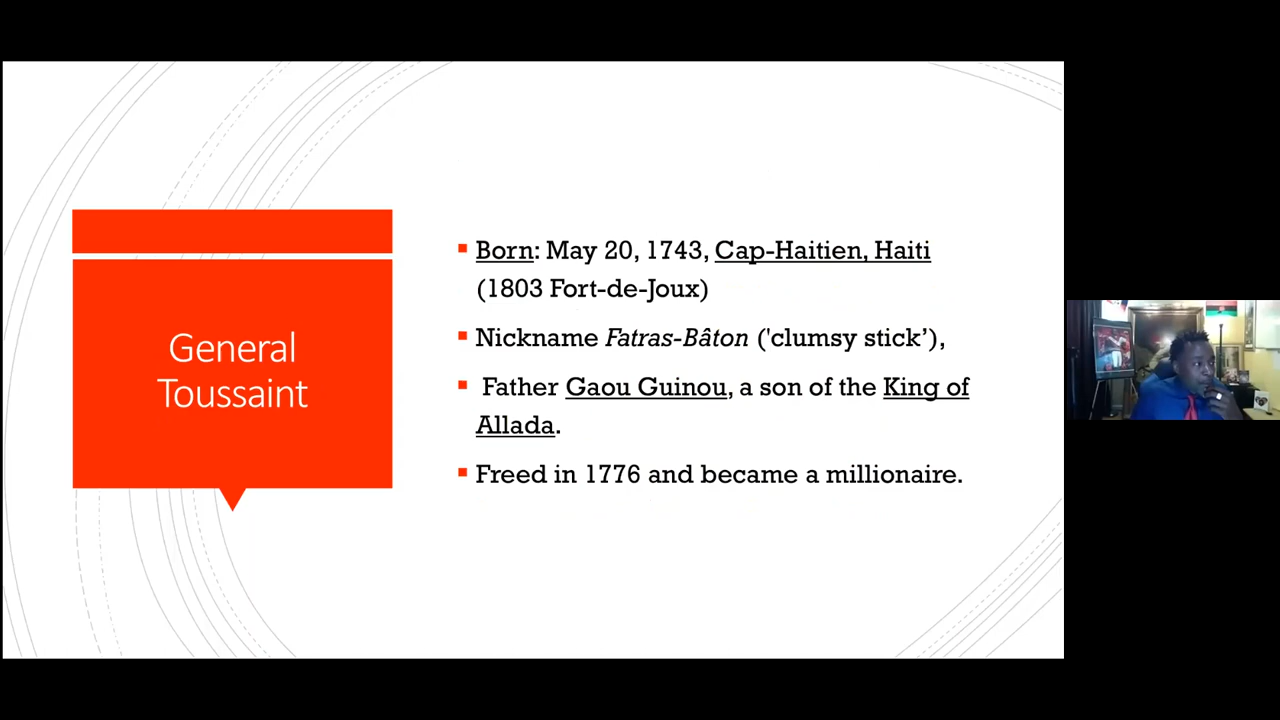 General
Toussaint
Born: May 20, 1743, Cap-Haitien, Haiti
(1803 Fort-de-Joux)
Nickname Fatras-Bâton ('clumsy stick’),
Father Gaou Guinou, a son of the King of
Allada.
Freed in 1776 and became a millionaire.